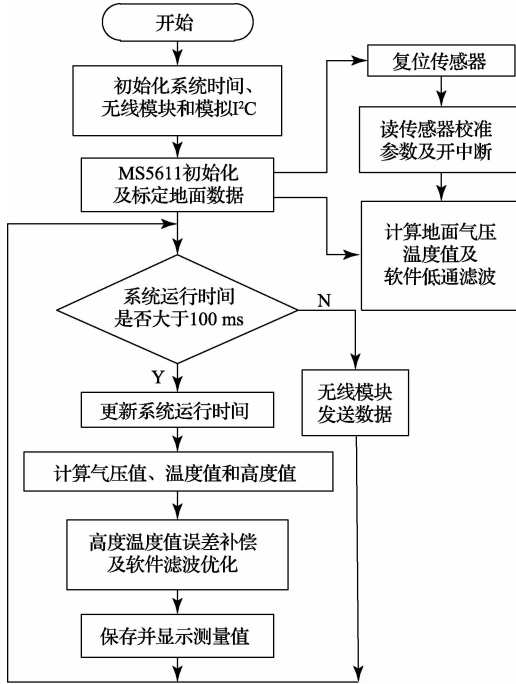 开始
初始化系统时间、
无线模块和模拟I²C
MS5611初始化
及标定地面数据
复位传感器
读传感器校准
参数及开中断
计算地面气压
温度值及
软件低通滤波
系统运行时间
是否大于100 ms
N
Y
无线模块
发送数据
更新系统运行时间
计算气压值、温度值和高度值
高度温度值误差补偿
及软件滤波优化
保存并显示测量值